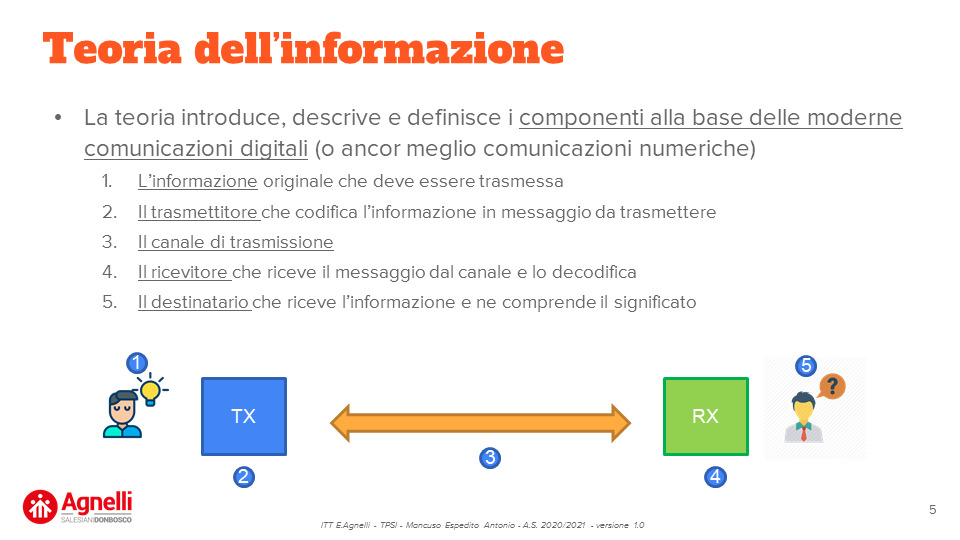 Teoria dell'informazione
• La teoria introduce, descrive e definisce i componenti alla base delle moderne
comunicazioni digitali (o ancor meglio comunicazioni numeriche)
1. L'informazione originale che deve essere trasmessa
2. Il trasmettitore che codifica l'informazione in messaggio da trasmettere
3. Il canale di trasmissione
4. Il ricevitore che riceve il messaggio dal canale e lo decodifica
5. Il destinatario che riceve l'informazione e ne comprende il significato
1
5
?
TX
RX
3
2
4
Agnelli
SALESIANI DONBOSCO
5
ITT E.Agnelli - TPSI - Mancuso Espedito Antonio - A.S. 2020/2021 - versione 1.0